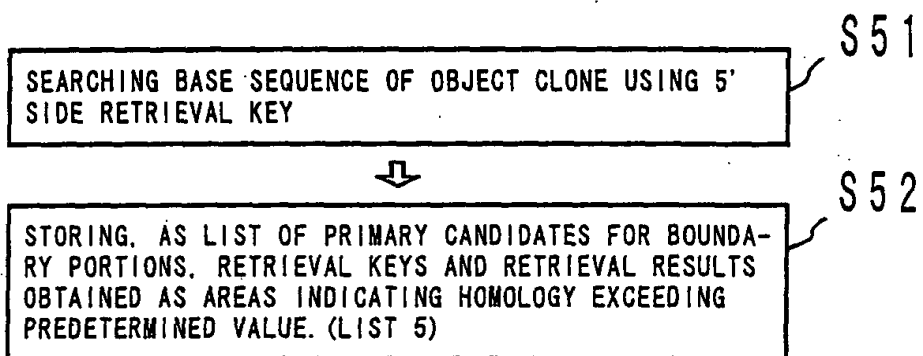 S51
SEARCHING BASE SEQUENCE OF OBJECT CLONE USING 5'
SIDE RETRIEVAL KEY
S52
STORING, AS LIST OF PRIMARY CANDIDATES FOR BOUNDA-
RY PORTIONS, RETRIEVAL KEYS AND RETRIEVAL RESULTS
OBTAINED AS AREAS INDICATING HOMOLOGY EXCEEDING
PREDETERMINED VALUE. (LIST 5)